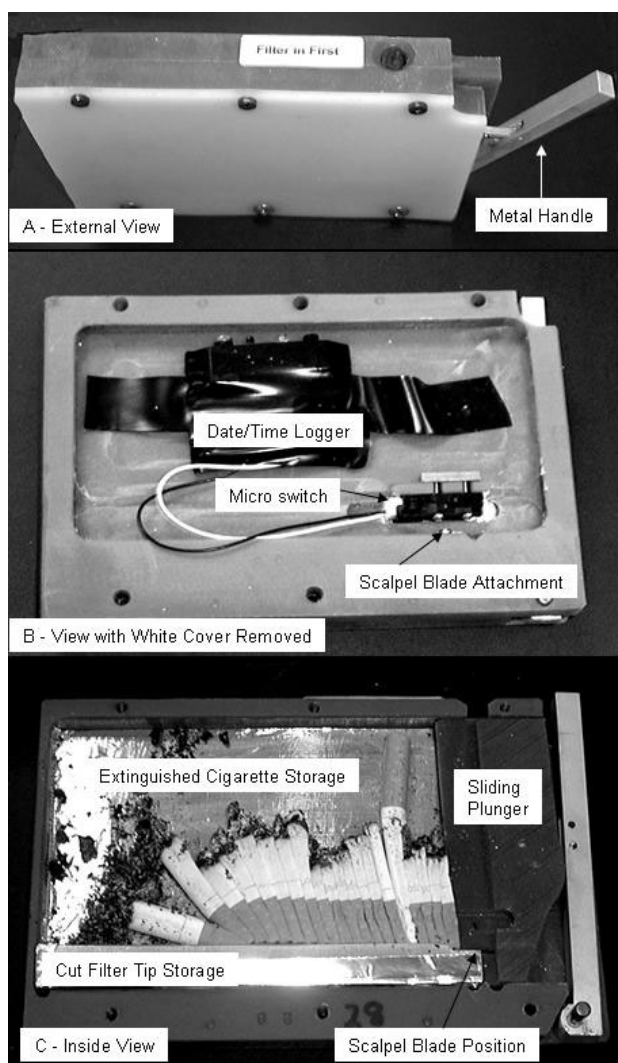 Filter in First
Metal Handle
A - External View
Date/Time Logger
Micro switch
Scalpel Blade Attachment
B - View with White Cover Removed
Extinguished Cigarette Storage
Sliding
Plunger
Cut Filter Tip Storage
C - Inside View
Scalpel Blade Position